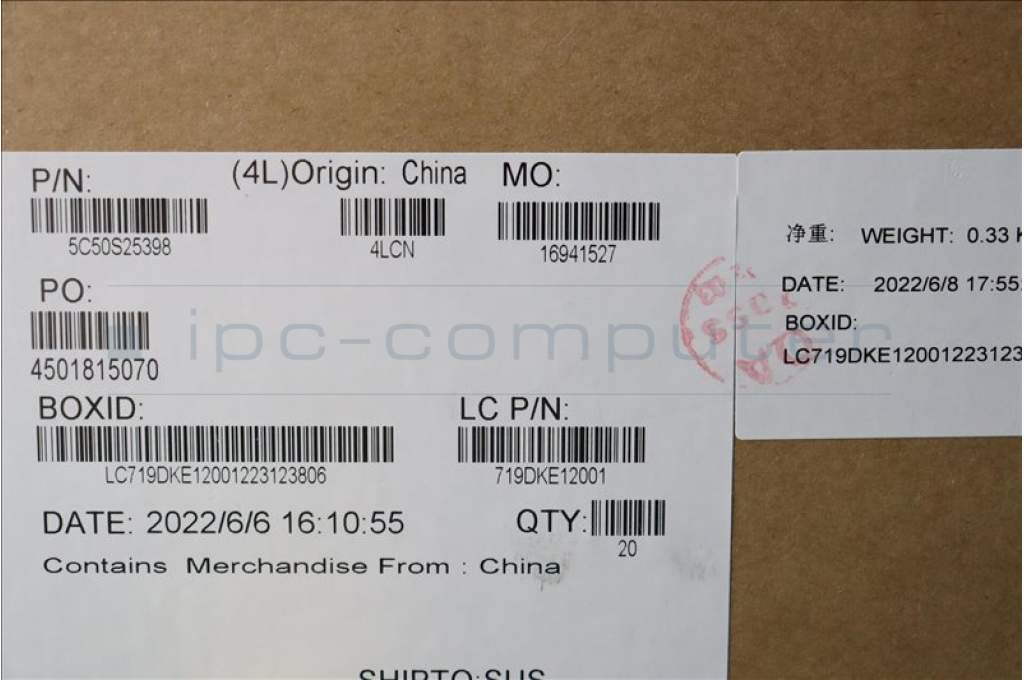 P/N: (4L)Origin: China MO:
5C50S25398 4LCN 16941527
PO:
4501815070
BOXID: LC P/N:
LC719DKE12001223123806 719DKE12001
DATE: 2022/6/6 16:10:55 QTY:
20
Contains Merchandise From : China
SHIPTO:SUS
净重: WEIGHT: 0.33
DATE: 2022/6/8 17:55
BOXID:
LC719DKE12001223123
ipc-computer